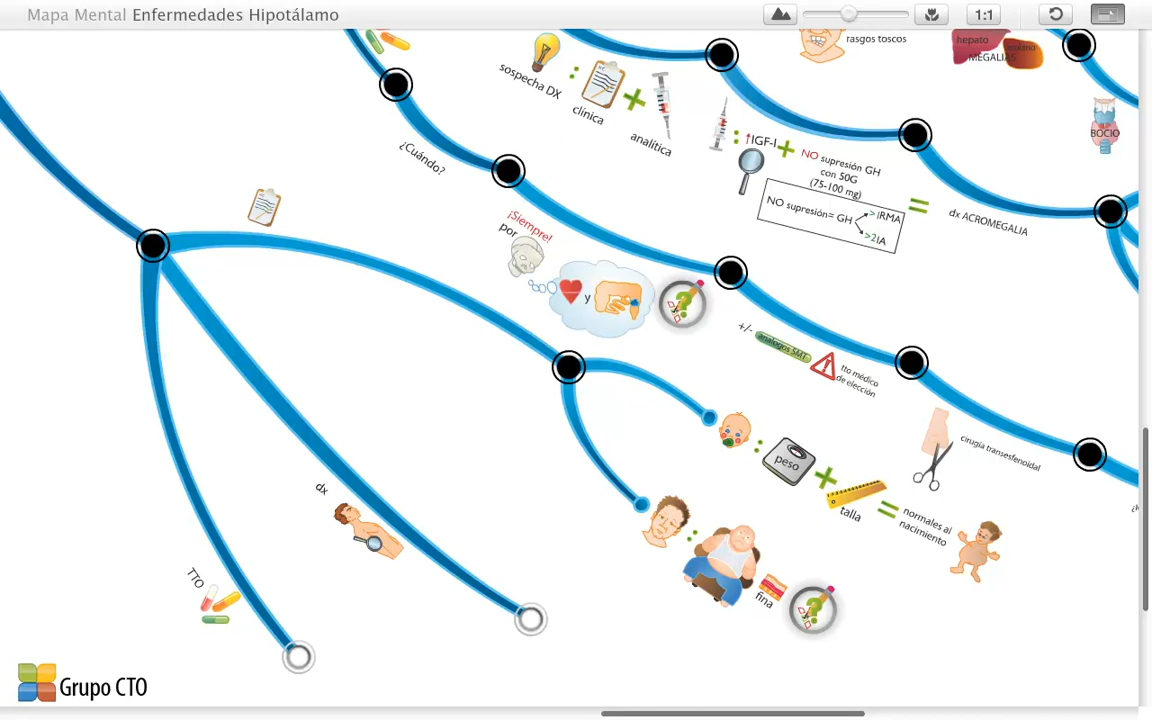 Mapa Mental Enfermedades Hipotálamo
1:1
rasgos toscos
hepato
MEGALIAS
BOCIO
sospecha DX
clínica
analítica
↑IGF-I
NO supresión GH
con 50G
(75-100 mg)
NO supresión= GH
>1IRMA
>2IA
dx ACROMEGALIA
¿Cuándo?
¡Siempre!
por
y
+/-
análogos SMT
tto médico
de elección
cirugía transesfenoidal
peso
talla
normales al
nacimiento
fina
dx
TTO
Grupo CTO